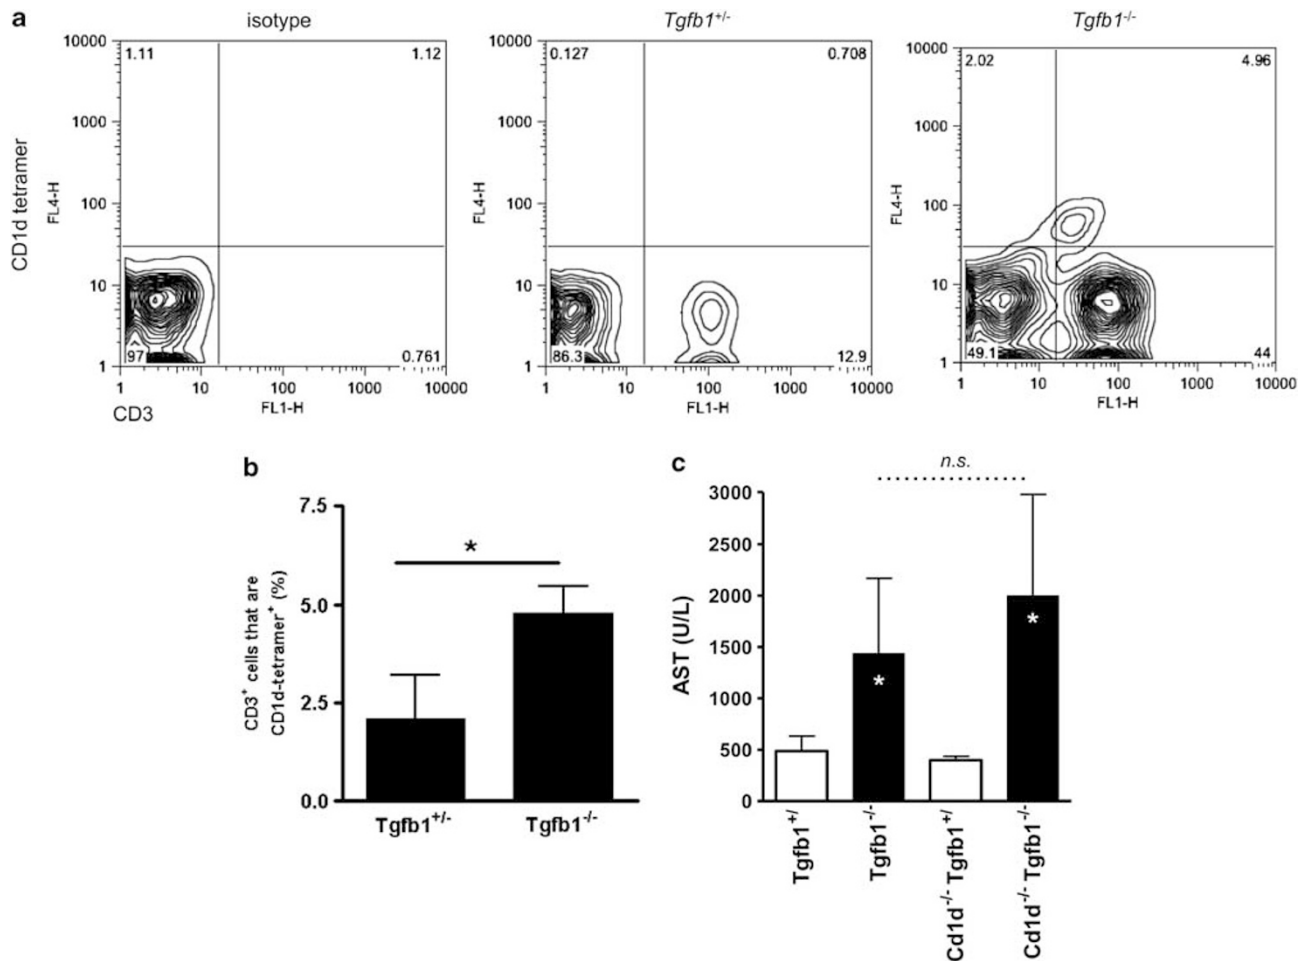 a
isotype
Tgfb1+/-
Tgfb1-/-
CD1d tetramer
FL4-H
10000
1000
100
10
1
1.11
1.12
97
0.761
1
10
100
1000
10000
FL1-H
CD3
FL4-H
10000
1000
100
10
1
0.127
0.708
86.3
12.9
1
10
100
1000
10000
FL1-H
FL4-H
10000
1000
100
10
1
2.02
4.96
49.1
44
1
10
100
1000
10000
FL1-H
b
CD3+ cells that are
CD1d-tetramer+ (%)
7.5
5.0
2.5
0.0
*
Tgfb1+/-
Tgfb1-/-
c
n.s.
AST (U/L)
3000
2500
2000
1500
1000
500
0
*
*
Tgfb1+/
Tgfb1-/-
Cd1d-/- Tgfb1+/
Cd1d-/- Tgfb1-/-